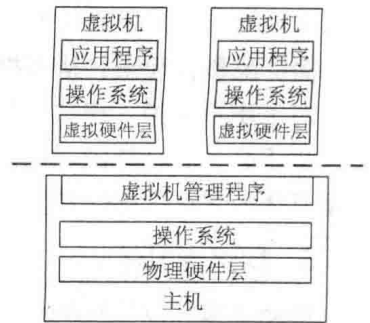 虚拟机
应用程序
操作系统
虚拟硬件层
虚拟机
应用程序
操作系统
虚拟硬件层
虚拟机管理程序
操作系统
物理硬件层
主机